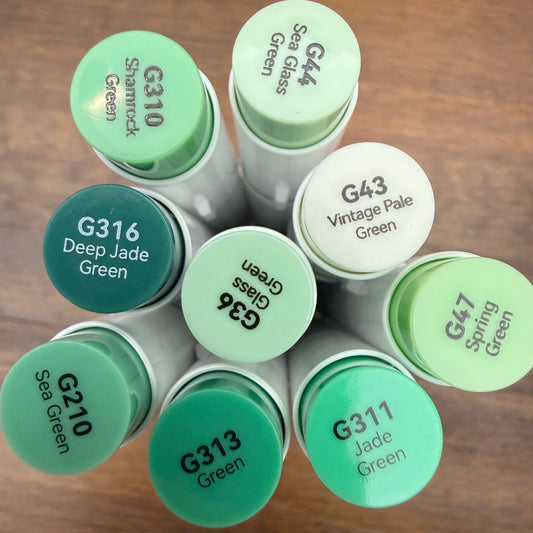 G310
Shamrock
Green
G44
Sea Glass
Green
G43
Vintage Pale
Green
G316
Deep Jade
Green
G36
Glass
Green
G47
Spring
Green
G210
Sea Green
G313
Green
G311
Jade
Green